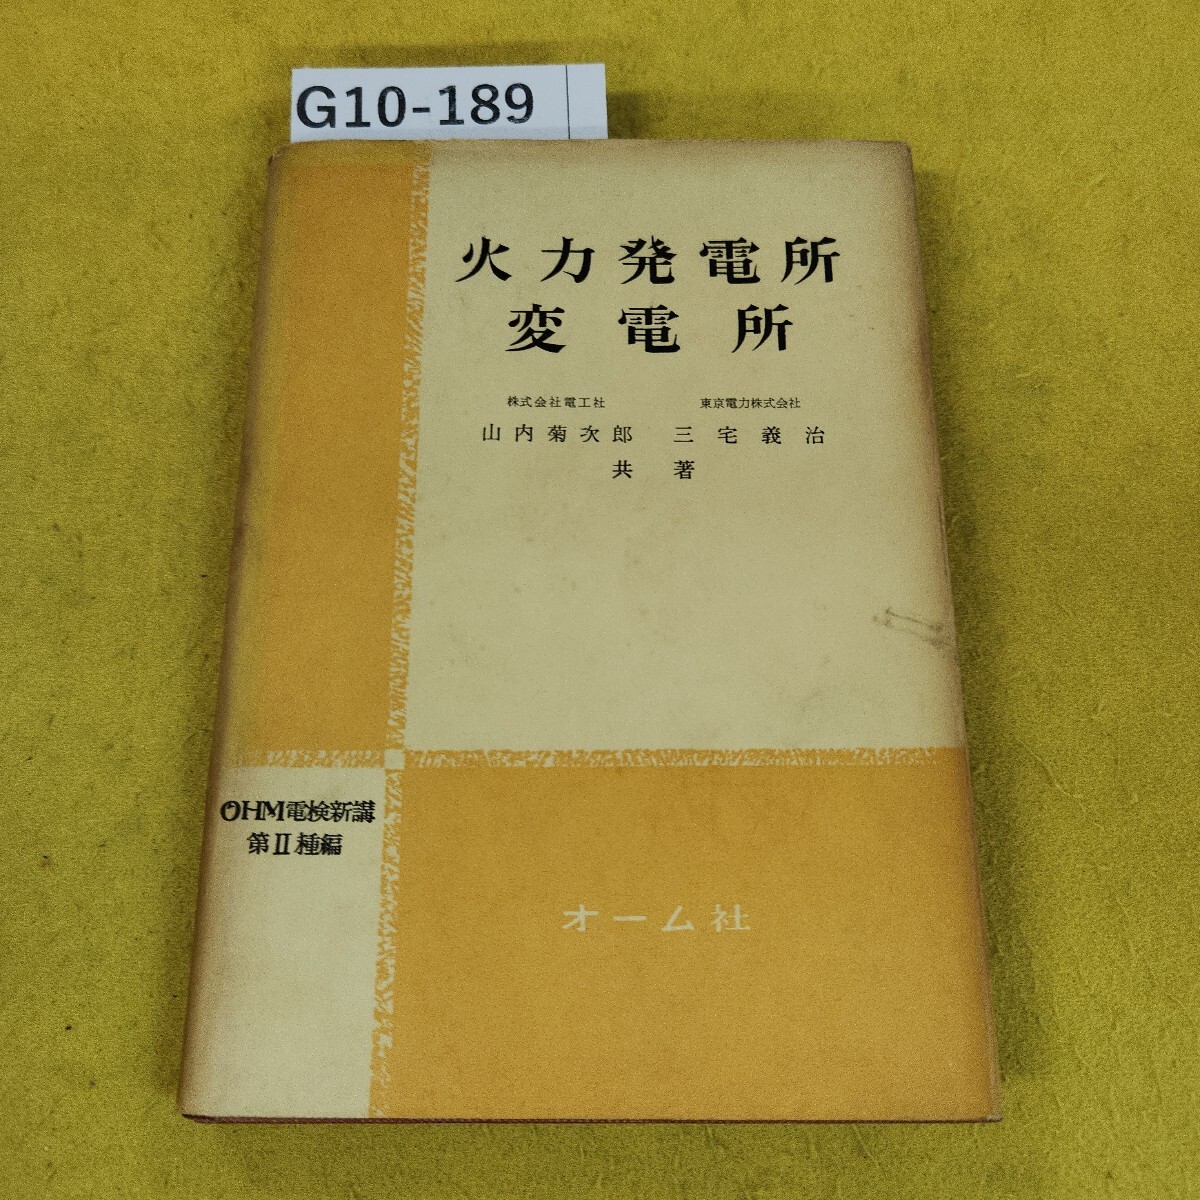 G10-189
火力発電所
変電所
株式会社電工社 東京電力株式会社
山内菊次郎 三宅義治
共著
OHM電検新講
第II種編
オーム社